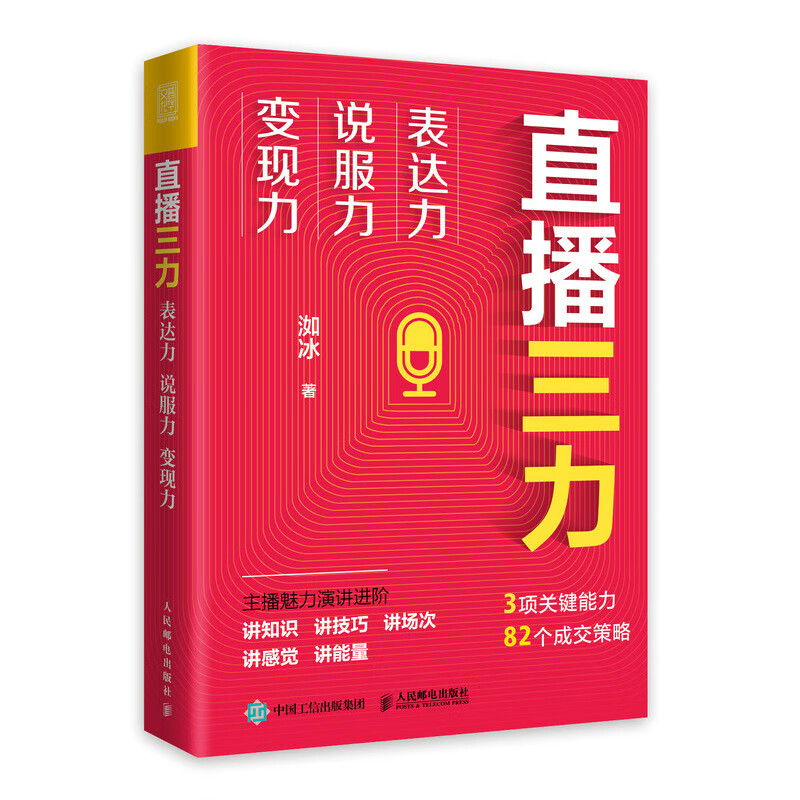 直播三力
表达力
说服力
变现力
洳冰 著
主播魅力演讲进阶
讲知识 讲技巧 讲场次
讲感觉 讲能量
3项关键能力
82个成交策略
中国工信出版集团
人民邮电出版社
POSTS & TELECOM PRESS
直播三力
表达力 说服力 变现力
人民邮电出版社